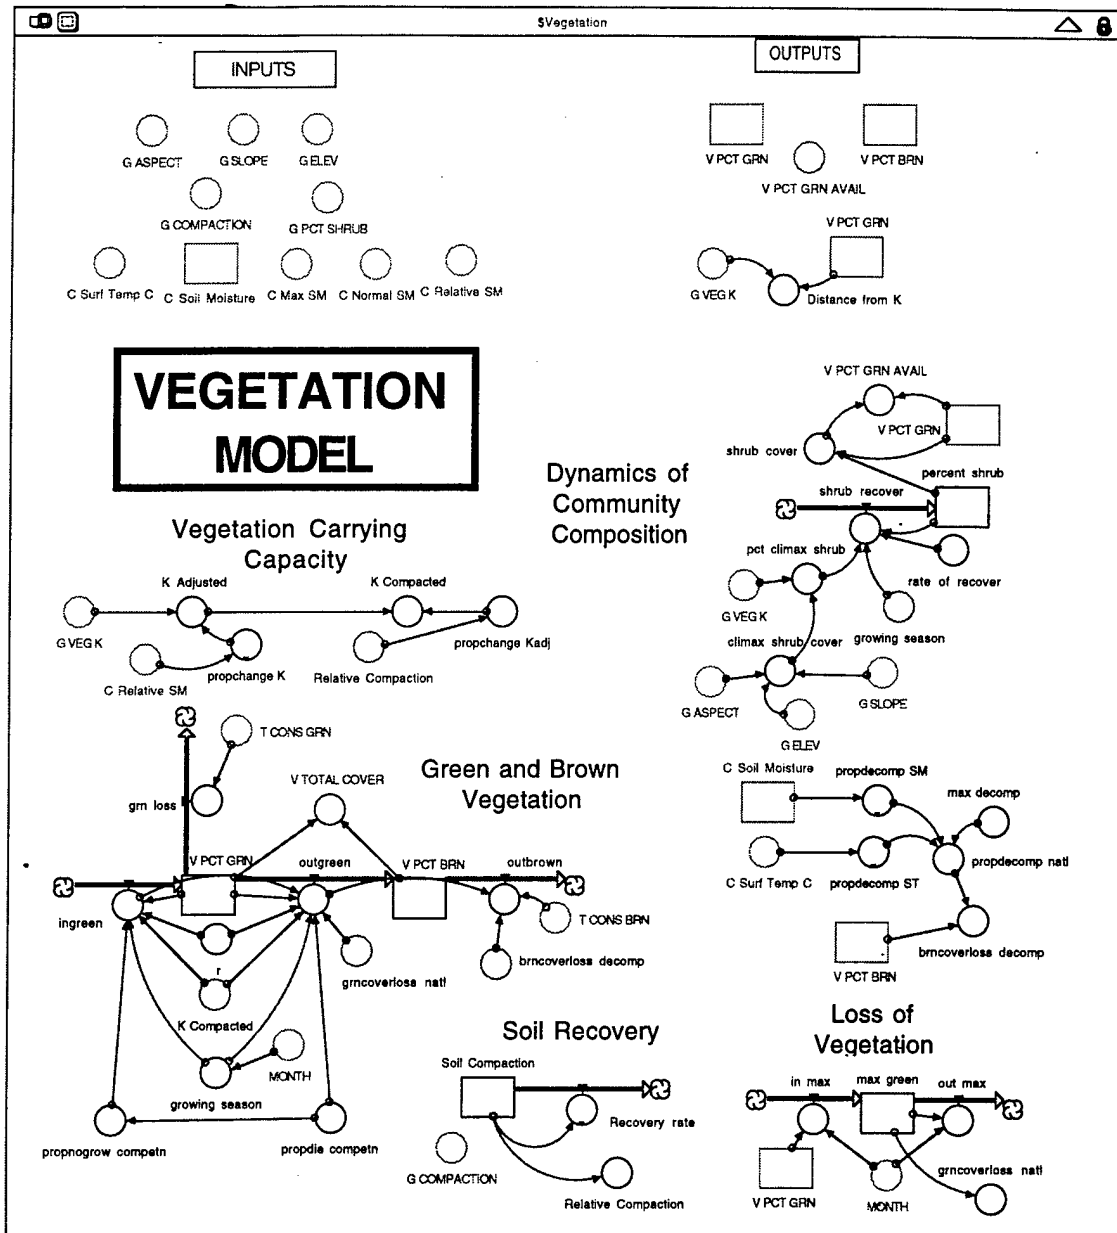 $Vegetation
INPUTS
G ASPECT
G SLOPE
G ELEV
G COMPACTION
G PCT SHRUB
C Surf Temp C
C Soil Moisture
C Max SM
C Normal SM
C Relative SM
OUTPUTS
V PCT GRN
V PCT BRN
V PCT GRN AVAIL
V PCT GRN
G VEG K
Distance from K
VEGETATION
MODEL
Vegetation Carrying
Capacity
K Adjusted
K Compacted
G VEG K
propchange K
C Relative SM
Relative Compaction
propchange Kadj
Dynamics of
Community
Composition
V PCT GRN AVAIL
V PCT GRN
shrub cover
percent shrub
shrub recover
pct climax shrub
rate of recover
G VEG K
growing season
climax shrub cover
G ASPECT
G SLOPE
G ELEV
Green and Brown
Vegetation
T CONS GRN
grn loss
V TOTAL COVER
V PCT GRN
outgreen
V PCT BRN
outbrown
ingreen
T CONS BRN
r
grncoverloss natl
brncoverloss decomp
K Compacted
MONTH
growing season
propnogrow competn
propdie competn
C Soil Moisture
propdecomp SM
max decomp
C Surf Temp C
propdecomp ST
propdecomp natl
V PCT BRN
brncoverloss decomp
Soil Recovery
Soil Compaction
Recovery rate
G COMPACTION
Relative Compaction
Loss of
Vegetation
in max
max green
out max
V PCT GRN
MONTH
grncoverloss natl